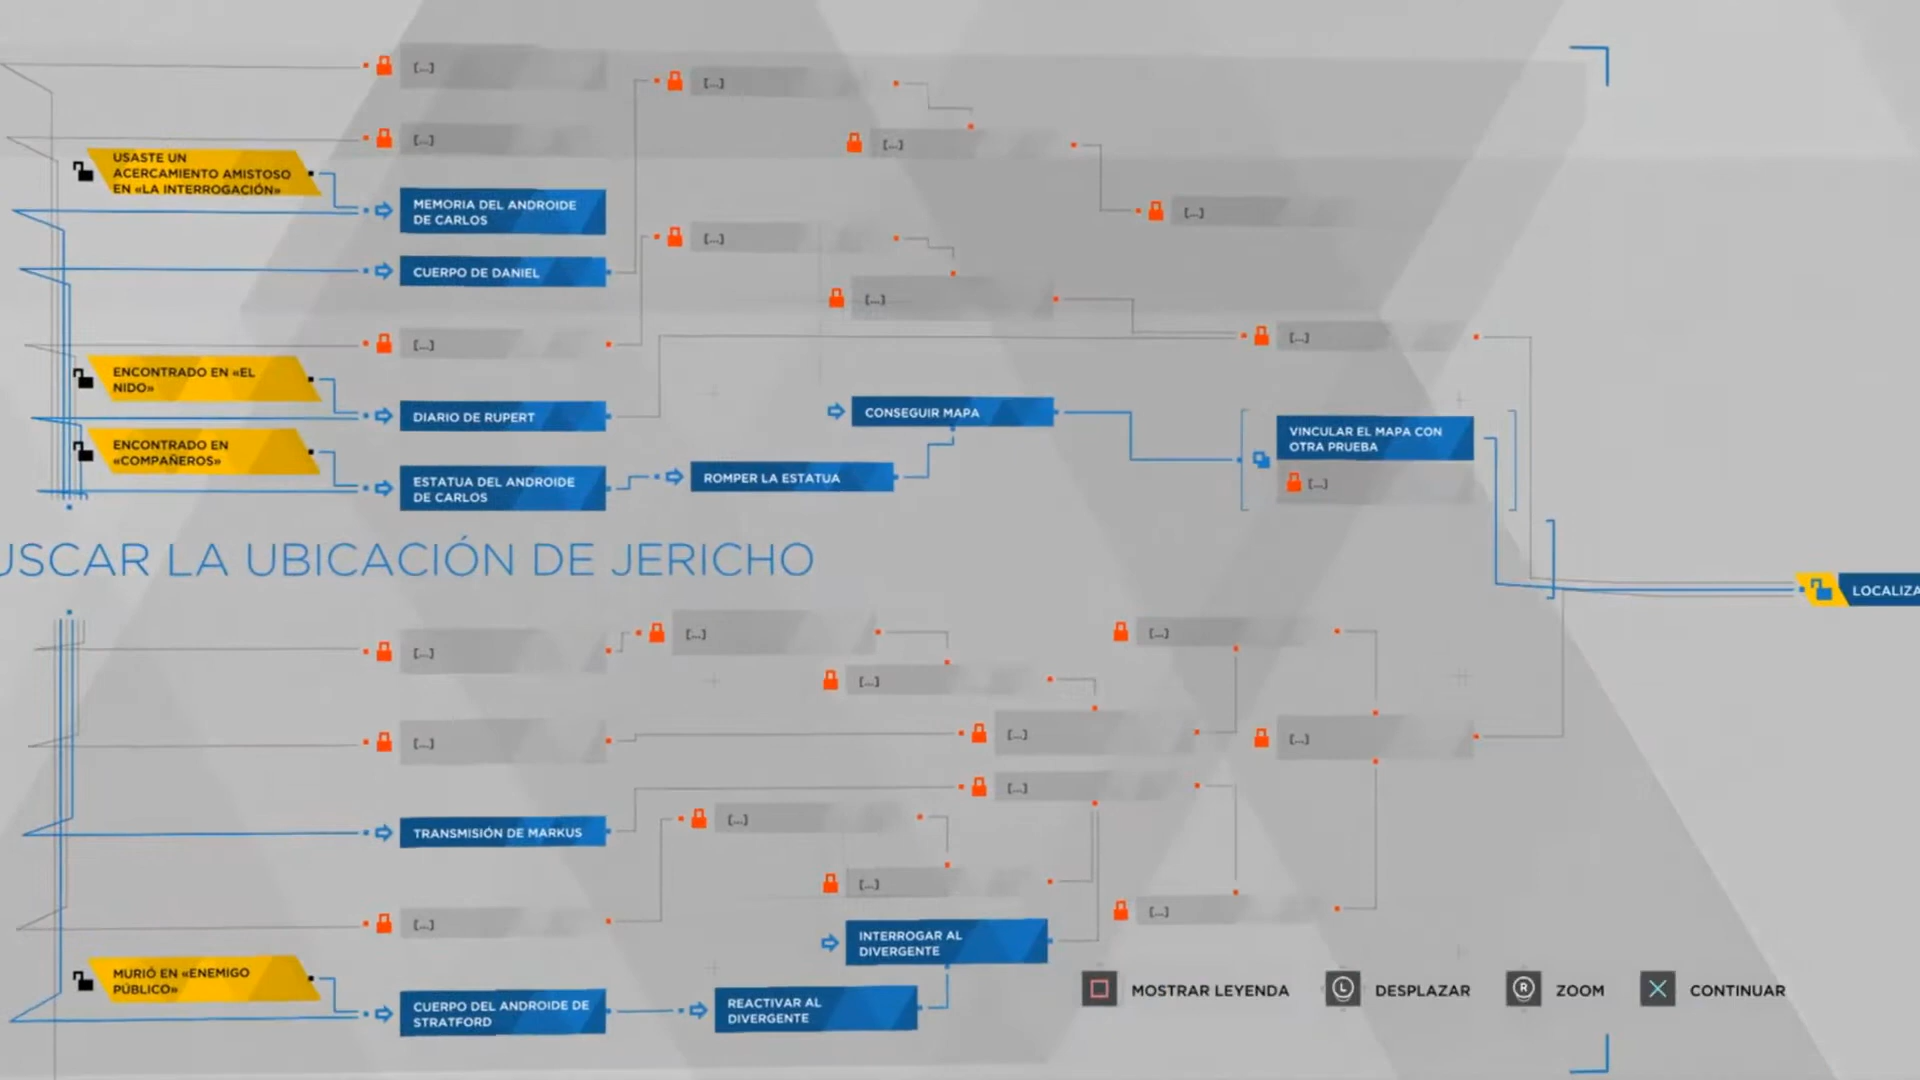 [...]
[...]
[...]
[...]
USASTE UN
ACERCAMIENTO AMISTOSO
EN «LA INTERROGACIÓN»
MEMORIA DEL ANDROIDE
DE CARLOS
[...]
[...]
CUERPO DE DANIEL
[...]
[...]
[...]
ENCONTRADO EN «EL
NIDO»
DIARIO DE RUPERT
CONSEGUIR MAPA
ENCONTRADO EN
«COMPAÑEROS»
VINCULAR EL MAPA CON
OTRA PRUEBA
[...]
ESTATUA DEL ANDROIDE
DE CARLOS
ROMPER LA ESTATUA
USCAR LA UBICACIÓN DE JERICHO
LOCALIZA
[...]
[...]
[...]
[...]
[...]
[...]
[...]
[...]
TRANSMISIÓN DE MARKUS
[...]
[...]
[...]
[...]
INTERROGAR AL
DIVERGENTE
MURIÓ EN «ENEMIGO
PÚBLICO»
CUERPO DEL ANDROIDE DE
STRATFORD
REACTIVAR AL
DIVERGENTE
MOSTRAR LEYENDA
L
DESPLAZAR
R
ZOOM
CONTINUAR